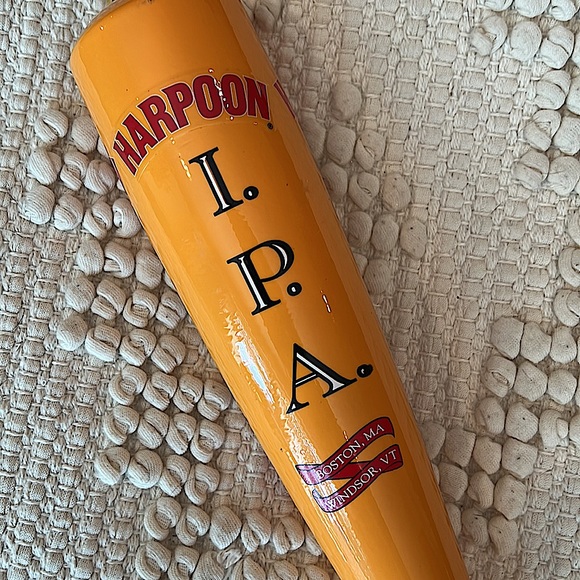 HARPOON®
I.
P.
A.
BOSTON, MA
WINDSOR, VT